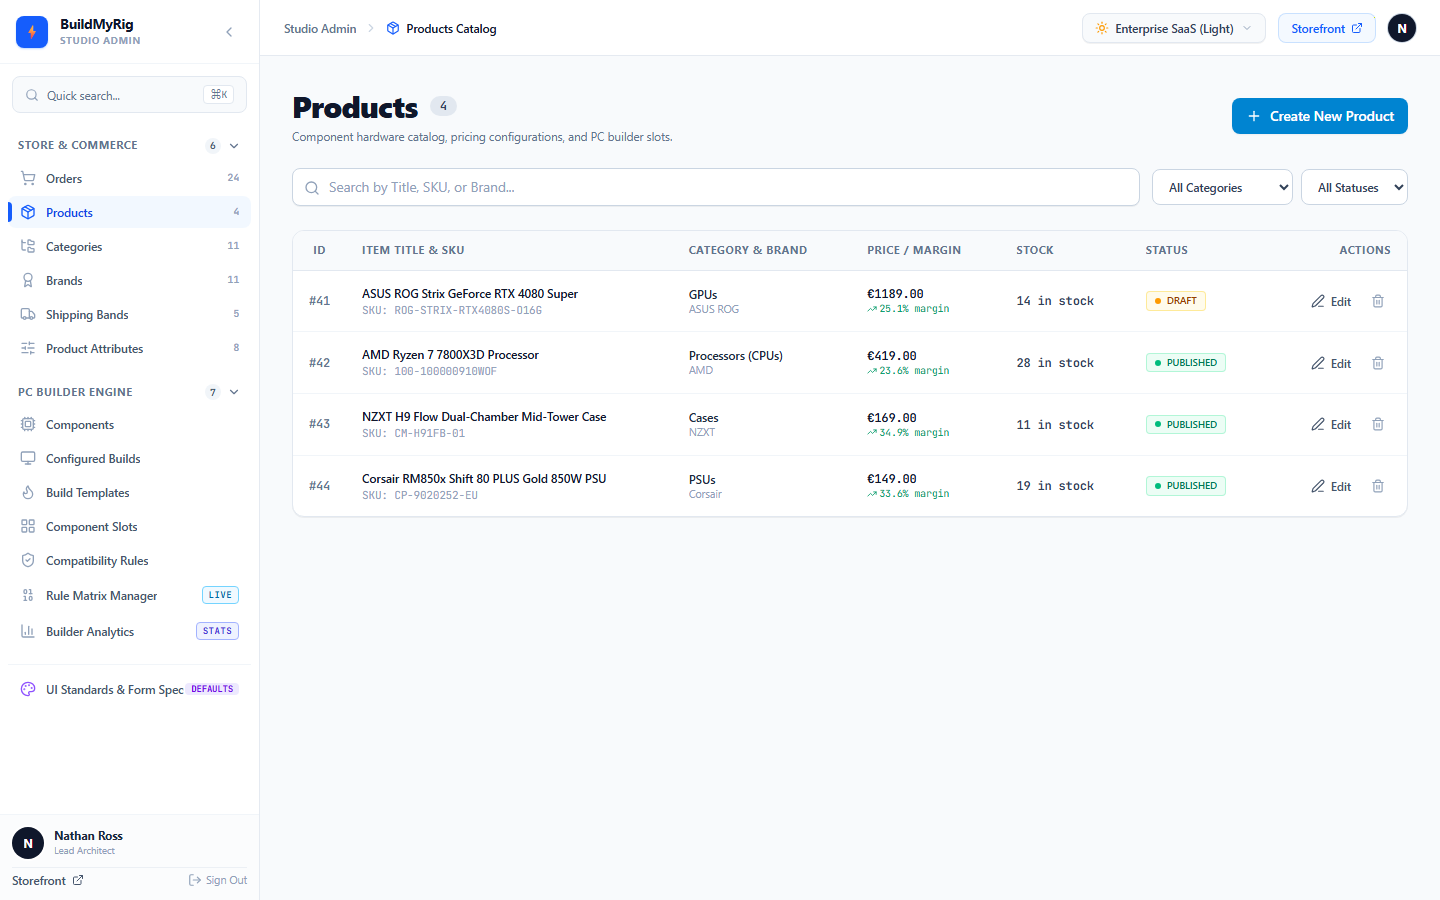 BuildMyRig
STUDIO ADMIN
Quick search...
⌘K
STORE & COMMERCE 6
Orders 24
Products 4
Categories 11
Brands 11
Shipping Bands 5
Product Attributes 8
PC BUILDER ENGINE 7
Components
Configured Builds
Build Templates
Component Slots
Compatibility Rules
Rule Matrix Manager LIVE
Builder Analytics STATS
UI Standards & Form Spec DEFAULTS
N
Nathan Ross
Lead Architect
Storefront
Sign Out
Studio Admin
Products Catalog
Enterprise SaaS (Light)
Storefront
N
Products 4
Component hardware catalog, pricing configurations, and PC builder slots.
Create New Product
Search by Title, SKU, or Brand...
All Categories
All Statuses
ID ITEM TITLE & SKU CATEGORY & BRAND PRICE / MARGIN STOCK STATUS ACTIONS
#41 ASUS ROG Strix GeForce RTX 4080 Super GPUs €1189.00 14 in stock DRAFT Edit
SKU: ROG-STRIX-RTX4080S-O16G ASUS ROG 25.1% margin
#42 AMD Ryzen 7 7800X3D Processor Processors (CPUs) €419.00 28 in stock PUBLISHED Edit
SKU: 100-100000910WOF AMD 23.6% margin
#43 NZXT H9 Flow Dual-Chamber Mid-Tower Case Cases €169.00 11 in stock PUBLISHED Edit
SKU: CM-H91FB-01 NZXT 34.9% margin
#44 Corsair RM850x Shift 80 PLUS Gold 850W PSU PSUs €149.00 19 in stock PUBLISHED Edit
SKU: CP-9020252-EU Corsair 33.6% margin